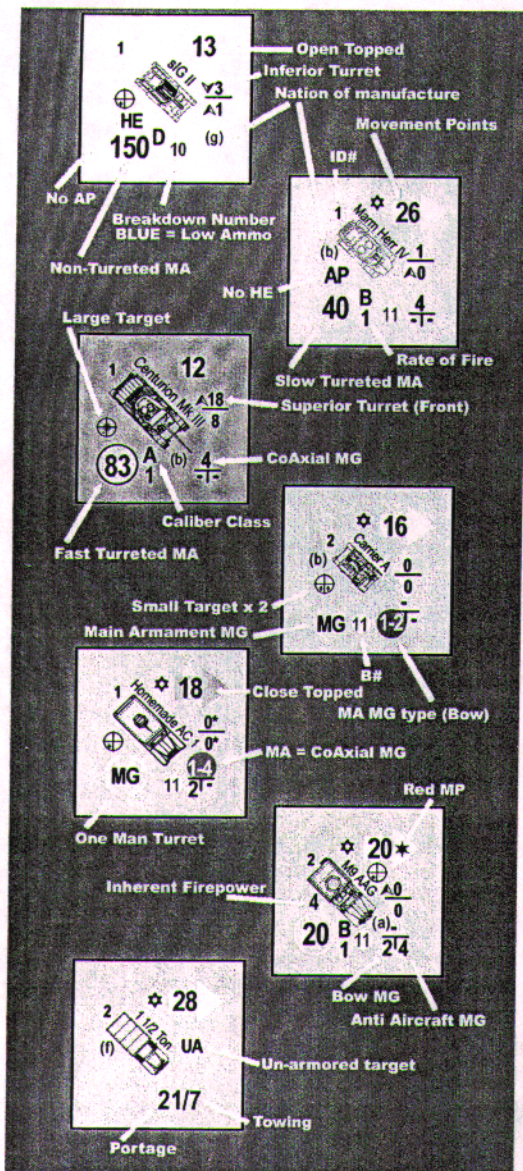 1
13
Open Topped
sIG II
Inferior Turret
3
1
Nation of manufacture
HE
(g)
Movement Points
150 D 10
ID#
No AP
1
26
Breakdown Number
BLUE = Low Ammo
Marm Herr IV
(b)
1
0
Non-Turreted MA
AP
No HE
40 B 1 11 4
- -
Large Target
Rate of Fire
1
12
Slow Turreted MA
Centurion Mk III
18
8
Superior Turret (Front)
83 A 1 (b) 4
- -
CoAxial MG
Caliber Class
Fast Turreted MA
2
16
(b)
Carrier A
0
0
Small Target x 2
-
Main Armament MG
MG 11 1-2 -
B#
1
18
Close Topped
MA MG type (Bow)
Homemade AC 1
0*
0*
MA = CoAxial MG
1-4
MG 11 2 -
Red MP
One Man Turret
2
20
M9 AAG
0
0
Inherent Firepower
4
(a)
20 B 1 11 -
2 4
Bow MG
Anti Aircraft MG
2
28
1 1/2 Ton
(f)
UA
Un-armored target
21/7
Towing
Portage